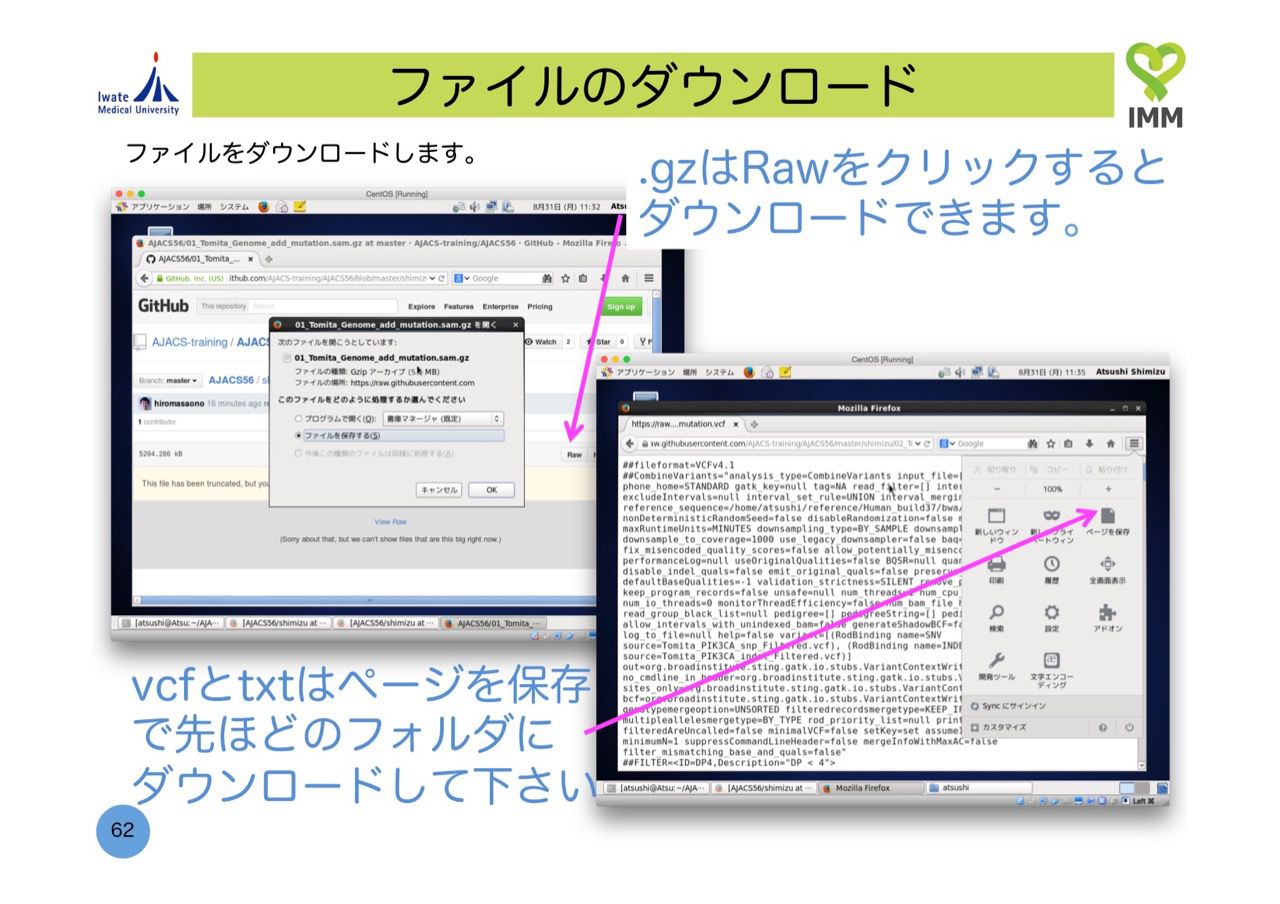 Iwate
Medical University
ファイルのダウンロード
IMM
ファイルをダウンロードします。
.gzはRawをクリックすると
ダウンロードできます。
CentOS [Running]
アプリケーション 場所 システム
8月31日 (月) 11:32 Atsu
AJACS56/01_Tomita_Genome_add_mutation.sam.gz at master · AJACS-training/AJACS56 · GitHub - Mozilla Firefo
AJACS56/01_Tomita_...
GitHub, Inc. (US) ithub.com/AJACS-training/AJACS56/blob/master/shimiz
Google
GitHub
This repository Search
Explore Features Enterprise Pricing
Sign up
AJACS-training / AJACS
Watch 2 Star 0
Branch: master AJACS56 / s
hiromasaono 16 minutes ago
1 contributor
5204.286 kB
Raw
This file has been truncated, but you
View Raw
(Sorry about that, but we can't show files that are this big right now.)
01_Tomita_Genome_add_mutation.sam.gz を開く
次のファイルを開こうとしています:
01_Tomita_Genome_add_mutation.sam.gz
ファイルの種類: Gzip アーカイブ (5. MB)
ファイルの場所: https://raw.githubusercontent.com
このファイルをどのように処理するか選んでください
プログラムで開く(O): 書庫マネージャ (既定)
ファイルを保存する(S)
今後この種類のファイルは同様に処理する(A)
キャンセル OK
[atsushi@Atsu:~/AJA… [AJACS56/shimizu at … [AJACS56/shimizu at … AJACS56/01_Tomita_…
CentOS [Running]
アプリケーション 場所 システム
8月31日 (月) 11:35 Atsushi Shimizu
Mozilla Firefox
https://raw....mutation.vcf
w.githubusercontent.com/AJACS-training/AJACS56/master/shimizu/02_T
Google
##fileformat=VCFv4.1
##CombineVariants="analysis_type=CombineVariants input_file=[
phone_home=STANDARD gatk_key=null tag=NA read_filter=[] inter
excludeIntervals=null interval_set_rule=UNION interval_mergin
reference_sequence=/home/atsushi/reference/Human_build37/bwa/
nonDeterministicRandomSeed=false disableRandomization=false m
maxRuntimeUnits=MINUTES downsampling_type=BY_SAMPLE downsampl
downsample_to_coverage=1000 use_legacy_downsampler=false baq=
fix_misencoded_quality_scores=false allow_potentially_misenco
performanceLog=null useOriginalQualities=false BQSR=null quan
disable_indel_quals=false emit_original_quals=false preserv
defaultBaseQualities=-1 validation_strictness=SILENT remove_p
keep_program_records=false unsafe=null num_threads=1 num_cpu_
num_io_threads=0 monitorThreadEfficiency=false num_bam_file_h
read_group_black_list=null pedigree=[] pedigreeString=[] pedi
allow_intervals_with_unindexed_bam=false generateShadowBCF=fa
log_to_file=null help=false variant=[(RodBinding name=SNV
source=Tomita_PIK3CA_snp_Filtered.vcf), (RodBinding name=INDE
source=Tomita_PIK3CA_indel_Filtered.vcf)]
out=org.broadinstitute.sting.gatk.io.stubs.VariantContextWrit
no_cmdline_in_header=org.broadinstitute.sting.gatk.io.stubs.V
sites_only=org.broadinstitute.sting.gatk.io.stubs.VariantCont
bcf=org.broadinstitute.sting.gatk.io.stubs.VariantContextWrit
genotypemergeoption=UNSORTED filteredrecordsmergetype=KEEP_IF
multipleallelesmergetype=BY_TYPE rod_priority_list=null print
filteredAreUncalled=false minimalVCF=false setKey=set assumeI
minimumN=1 suppressCommandLineHeader=false mergeInfoWithMaxAC=false
filter_mismatching_base_and_quals=false"
##FILTER=<ID=DP4,Description="DP < 4">
切り取り コピー 貼り付け
− 100% +
新しいウィンドウ 新しいプライベートウィン ページを保存
印刷 履歴 全画面表示
検索 設定 アドオン
開発ツール 文字エンコーディング
Sync にサインイン
カスタマイズ
[atsushi@Atsu:~/AJA… [AJACS56/shimizu at … Mozilla Firefox atsushi
Left ⌘
vcfとtxtはページを保存
で先ほどのフォルダに
ダウンロードして下さい
62